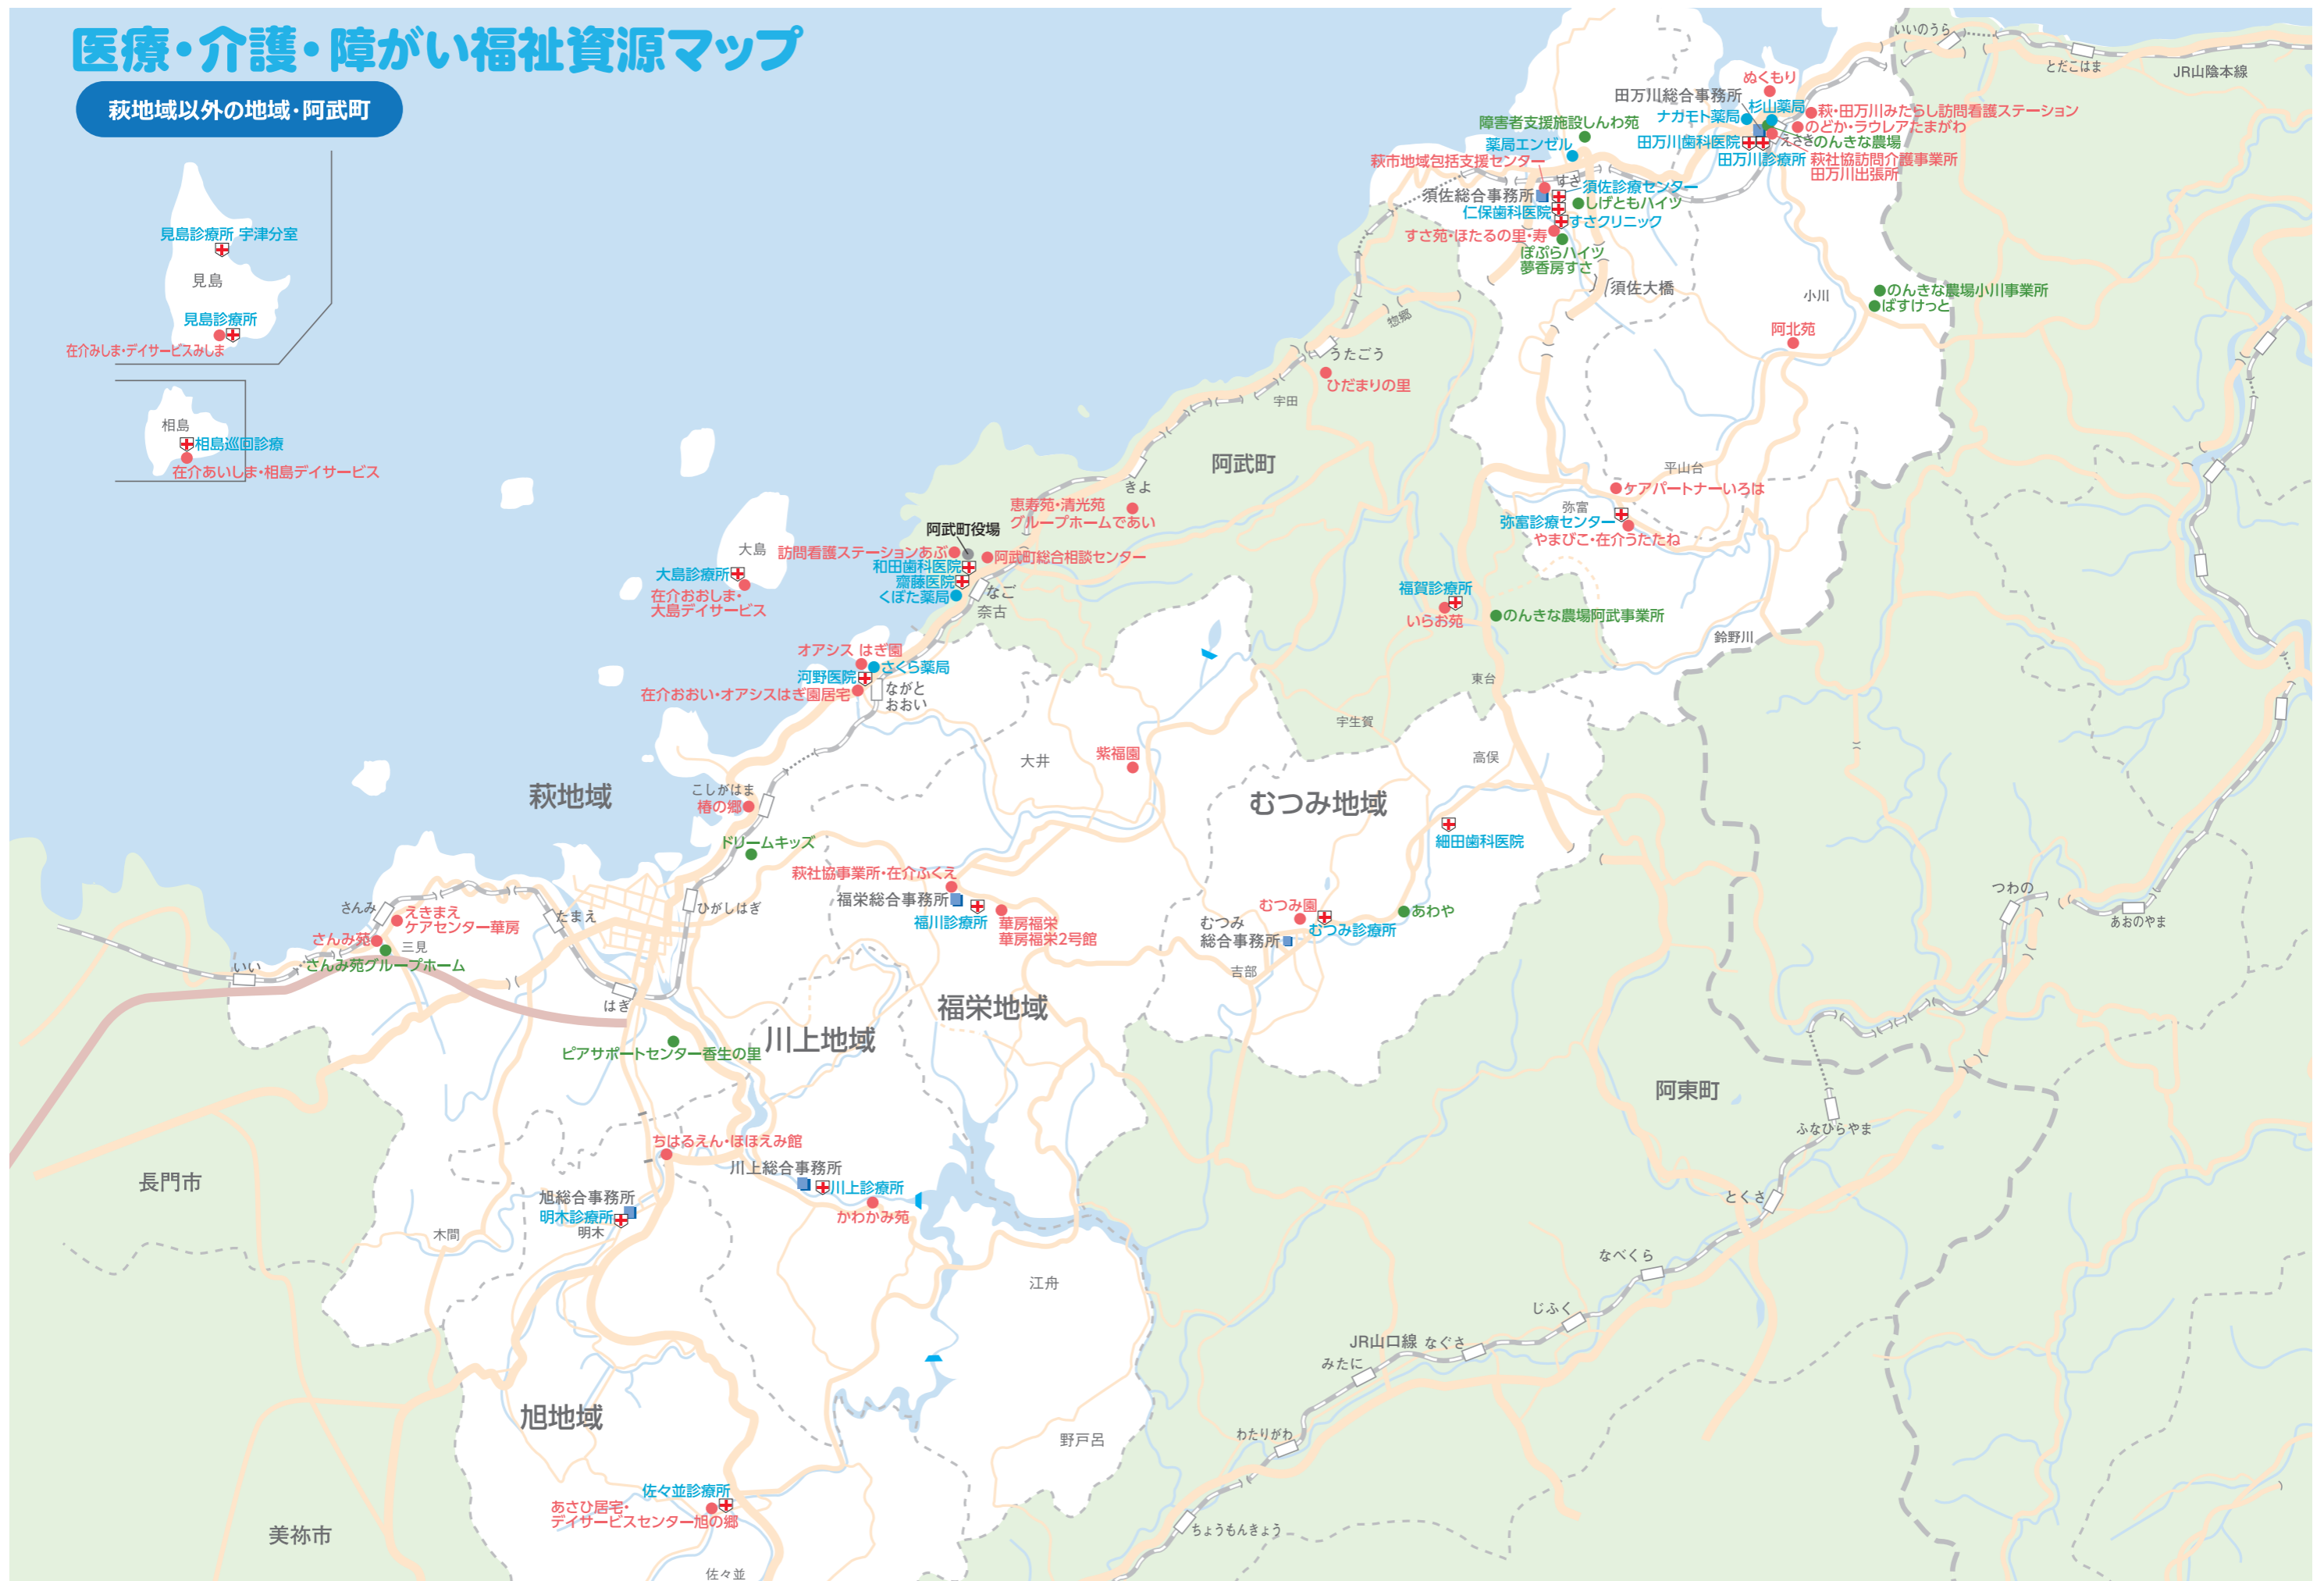 医療・介護・障がい福祉資源マップ
萩地域以外の地域・阿武町
見島診療所 宇津分室
見島
見島診療所
在介みしま・デイサービスみしま
相島
相島巡回診療
在介あいしま・相島デイサービス
いいのうら
とだこはま
JR山陰本線
ぬくもり
田万川総合事務所
杉山薬局
ナガモト薬局
萩・田万川みたらし訪問看護ステーション
のどか・ラウレアたまがわ
田万川歯科医院
えさき
のんきな農場
田万川診療所
萩社協訪問介護事業所
田万川出張所
障害者支援施設しんわ苑
薬局エンゼル
萩市地域包括支援センター
すさ
須佐診療センター
須佐総合事務所
しげともハイツ
仁保歯科医院
すさクリニック
すさ苑・ほたるの里・寿
ぽぷらハイツ
夢香房すさ
須佐大橋
小川
のんきな農場小川事業所
ばすけっと
阿北苑
惣郷
うたごう
ひだまりの里
宇田
阿武町
きよ
恵寿苑・清光苑
グループホームであい
阿武町役場
訪問看護ステーションあぶ
阿武町総合相談センター
和田歯科医院
齋藤医院
くぼた薬局
なご
奈古
大島
大島診療所
在介おおしま・
大島デイサービス
平山台
ケアパートナーいろは
弥富
弥富診療センター
やまびこ・在介うたたね
福賀診療所
いらお苑
のんきな農場阿武事業所
鈴野川
東台
宇生賀
高俣
オアシス はぎ園
さくら薬局
河野医院
在介おおい・オアシスはぎ園居宅
ながと
おおい
大井
紫福園
萩地域
こしがはま
椿の郷
ドリームキッズ
むつみ地域
細田歯科医院
萩社協事業所・在介ふくえ
福栄総合事務所
福川診療所
華房福栄
華房福栄2号館
むつみ園
むつみ
総合事務所
むつみ診療所
あわや
吉部
つわの
あおのやま
さんみ
えきまえ
ケアセンター華房
さんみ苑
三見
さんみ苑グループホーム
いい
たまえ
ひがしはぎ
はぎ
福栄地域
川上地域
ピアサポートセンター香生の里
阿東町
ふなひらやま
ちはるえん・ほほえみ館
川上総合事務所
川上診療所
かわかみ苑
長門市
旭総合事務所
明木診療所
明木
木間
とくさ
なべくら
江舟
じふく
JR山口線
なぐさ
みたに
旭地域
野戸呂
わたりがわ
佐々並診療所
あさひ居宅・
デイサービスセンター旭の郷
ちょうもんきょう
美祢市
佐々並